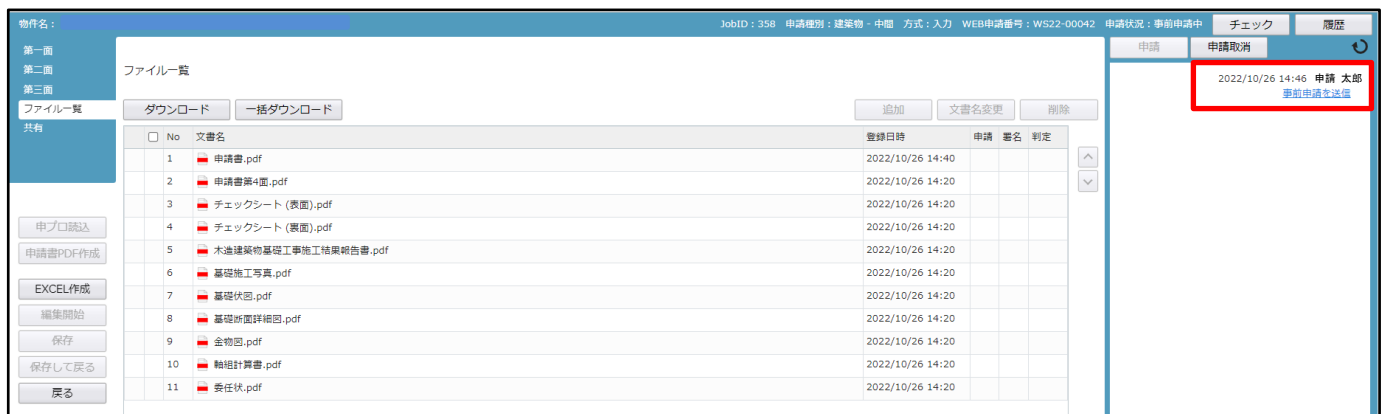 物件名： JobID：358 申請種別：建築物 - 中間 方式：入力 WEB申請番号：WS22-00042 申請状況：事前申請中 チェック 履歴
第一面
第二面
第三面
ファイル一覧
共有
申プロ読込
申請書PDF作成
EXCEL作成
編集開始
保存
保存して戻る
戻る
ファイル一覧
ダウンロード 一括ダウンロード 追加 文書名変更 削除
No 文書名 登録日時 申請 署名 判定
1 申請書.pdf 2022/10/26 14:40
2 申請書第4面.pdf 2022/10/26 14:20
3 チェックシート (表面).pdf 2022/10/26 14:20
4 チェックシート (裏面).pdf 2022/10/26 14:20
5 木造建築物基礎工事施工結果報告書.pdf 2022/10/26 14:20
6 基礎施工写真.pdf 2022/10/26 14:20
7 基礎伏図.pdf 2022/10/26 14:20
8 基礎断面詳細図.pdf 2022/10/26 14:20
9 金物図.pdf 2022/10/26 14:20
10 軸組計算書.pdf 2022/10/26 14:20
11 委任状.pdf 2022/10/26 14:20
申請 申請取消
2022/10/26 14:46 申請 太郎
事前申請を送信